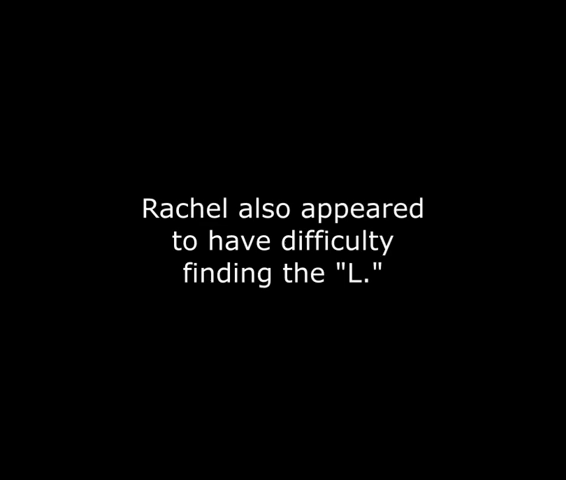 Rachel also appeared
to have difficulty
finding the "L."